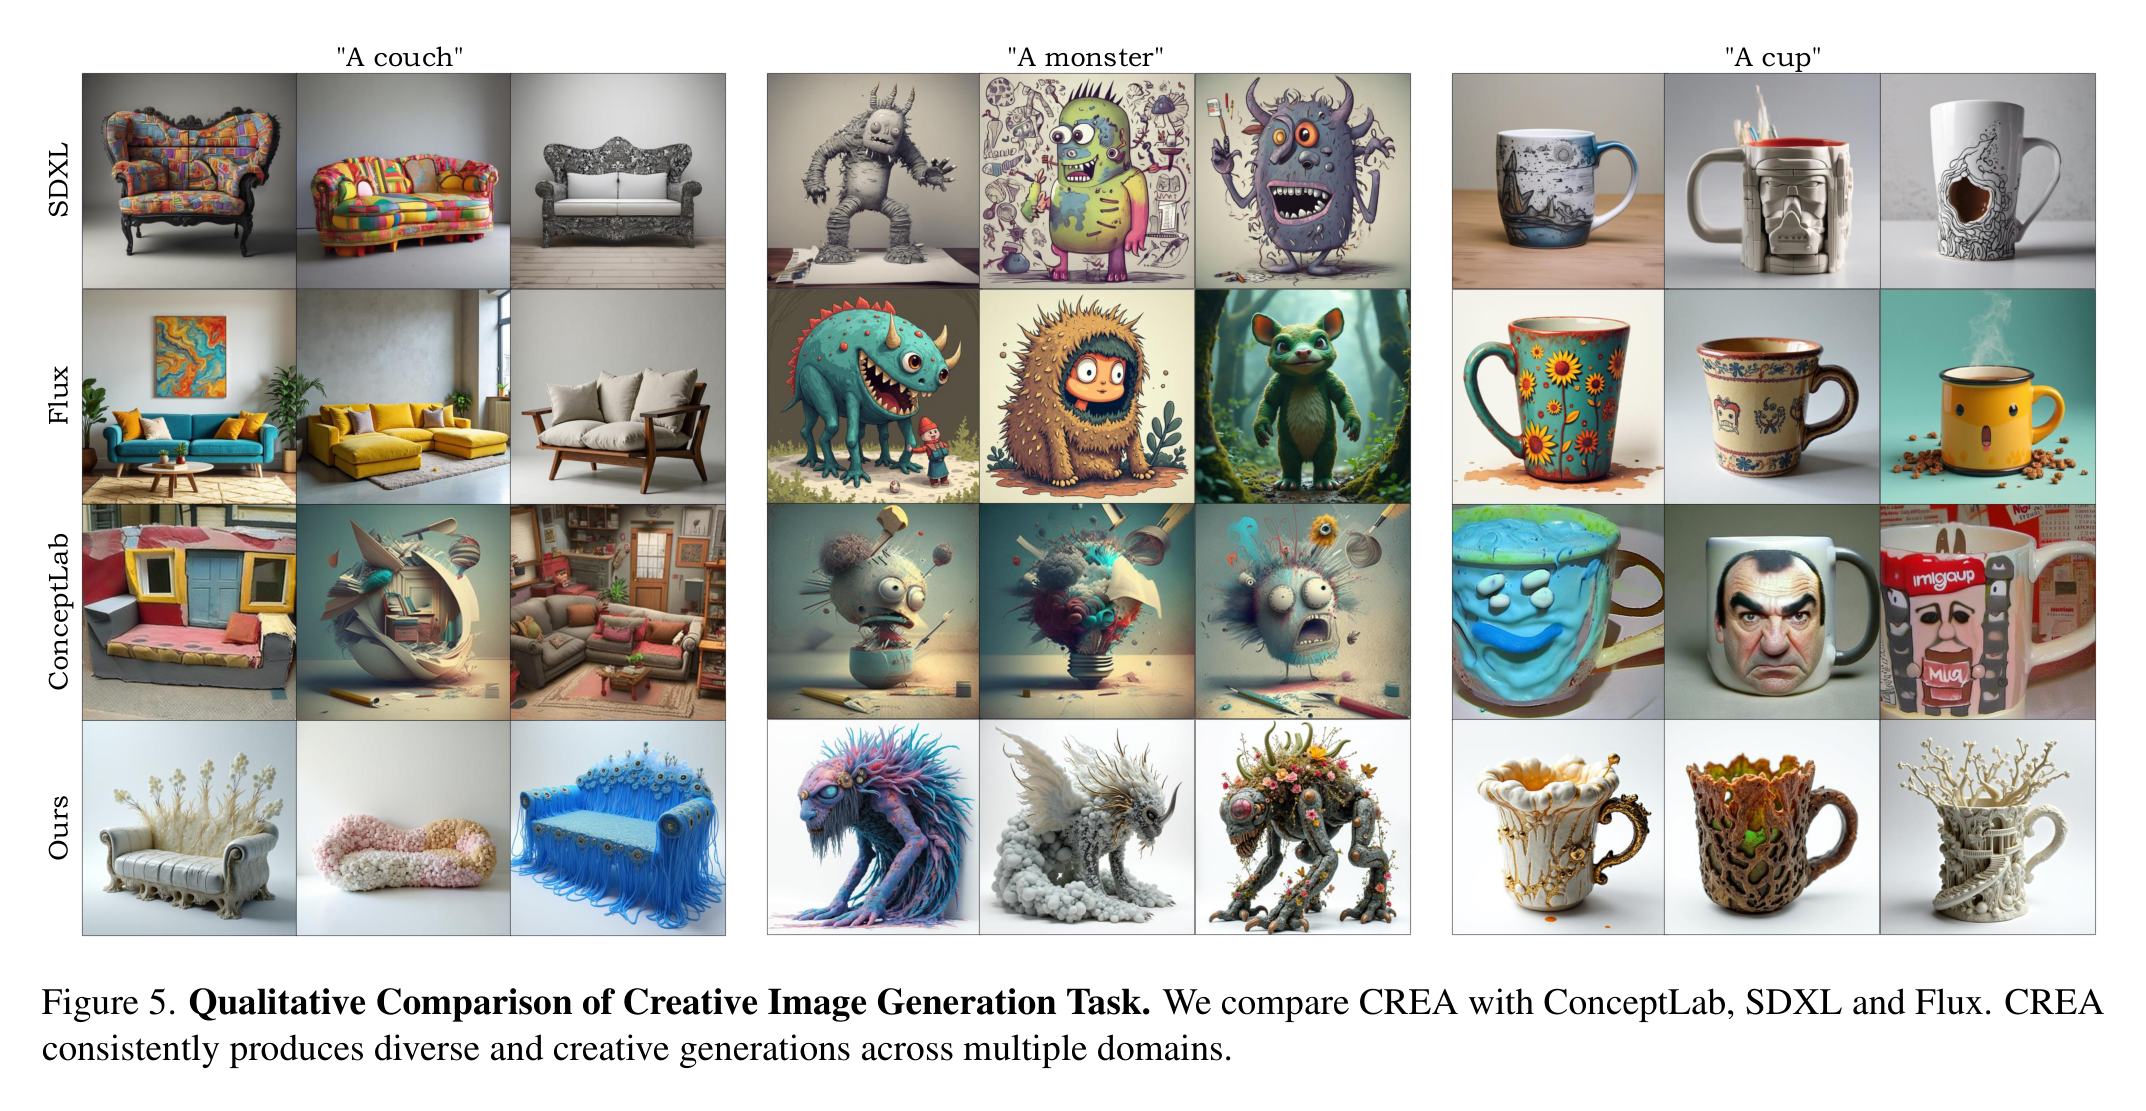 "A couch"
"A monster"
"A cup"
SDXL
Flux
ConceptLab
imigaup
MUG
Ours
Figure 5. Qualitative Comparison of Creative Image Generation Task. We compare CREA with ConceptLab, SDXL and Flux. CREA
consistently produces diverse and creative generations across multiple domains.